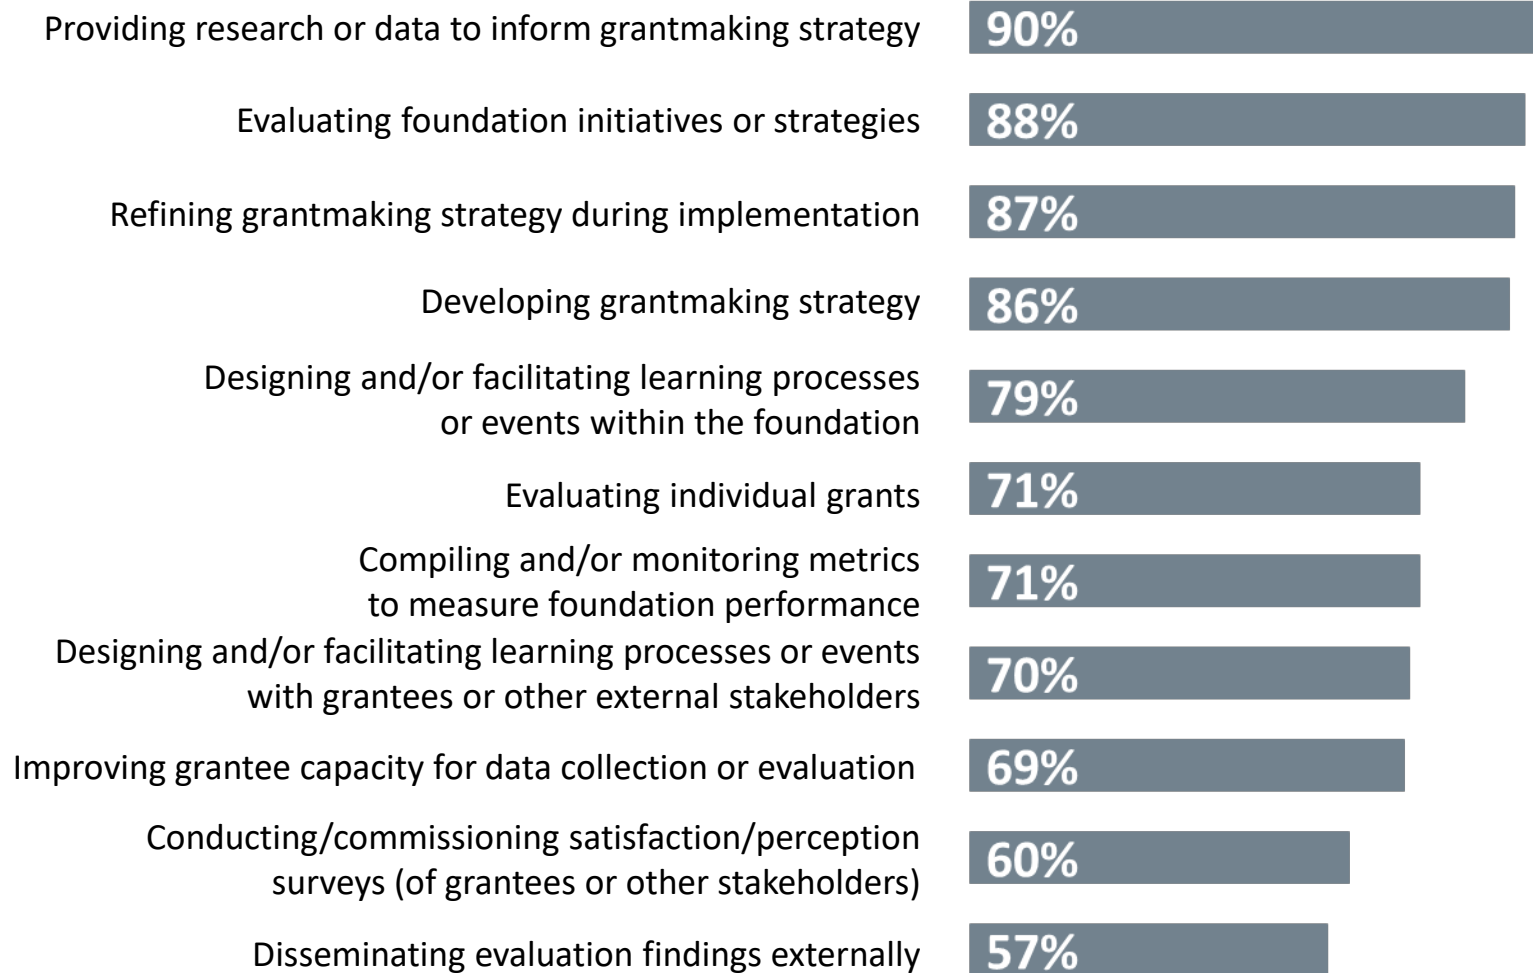 Providing research or data to inform grantmaking strategy 90%
Evaluating foundation initiatives or strategies 88%
Refining grantmaking strategy during implementation 87%
Developing grantmaking strategy 86%
Designing and/or facilitating learning processes
or events within the foundation 79%
Evaluating individual grants 71%
Compiling and/or monitoring metrics
to measure foundation performance 71%
Designing and/or facilitating learning processes or events
with grantees or other external stakeholders 70%
Improving grantee capacity for data collection or evaluation 69%
Conducting/commissioning satisfaction/perception
surveys (of grantees or other stakeholders) 60%
Disseminating evaluation findings externally 57%